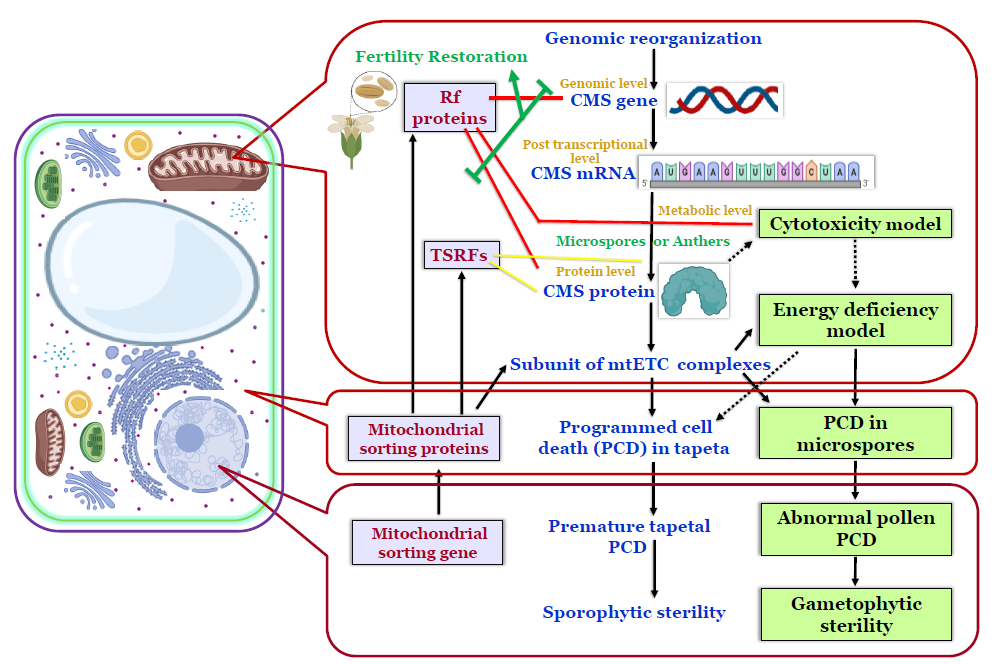 Genomic reorganization
Fertility Restoration
Genomic level
Rf
proteins
CMS gene
Post transcriptional
level
CMS mRNA
A U G A A G U U U G G C U A A
5' 3'
Metabolic level
Cytotoxicity model
Microspores or Anthers
TSRFs
Protein level
CMS protein
Energy deficiency
model
Subunit of mtETC complexes
Mitochondrial
sorting proteins
Programmed cell
death (PCD) in tapeta
PCD in
microspores
Mitochondrial
sorting gene
Premature tapetal
PCD
Abnormal pollen
PCD
Sporophytic sterility
Gametophytic
sterility